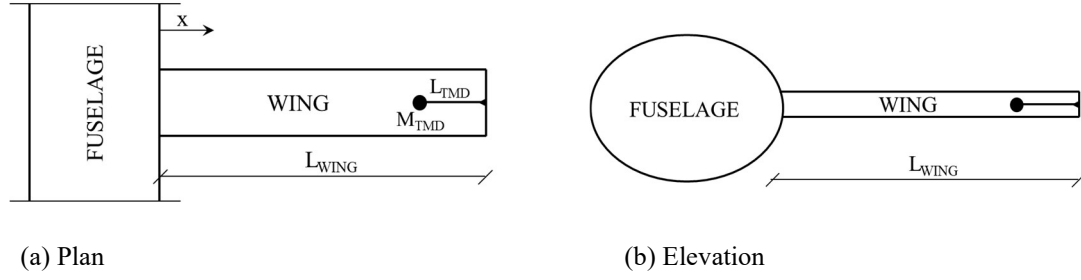 x
FUSELAGE
WING
L_TMD
M_TMD
L_WING
(a) Plan
FUSELAGE
WING
L_WING
(b) Elevation